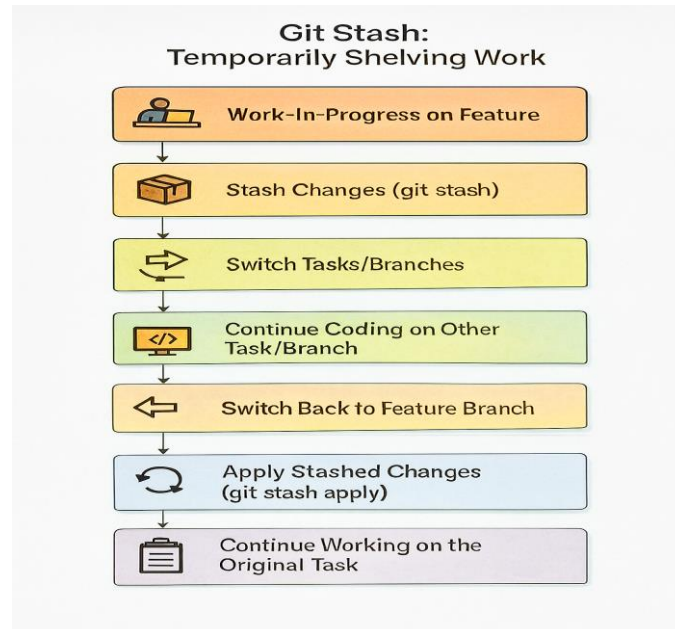 Git Stash:
Temporarily Shelving Work
Work-In-Progress on Feature
Stash Changes (git stash)
Switch Tasks/Branches
</>
Continue Coding on Other
Task/Branch
Switch Back to Feature Branch
Apply Stashed Changes
(git stash apply)
Continue Working on the
Original Task